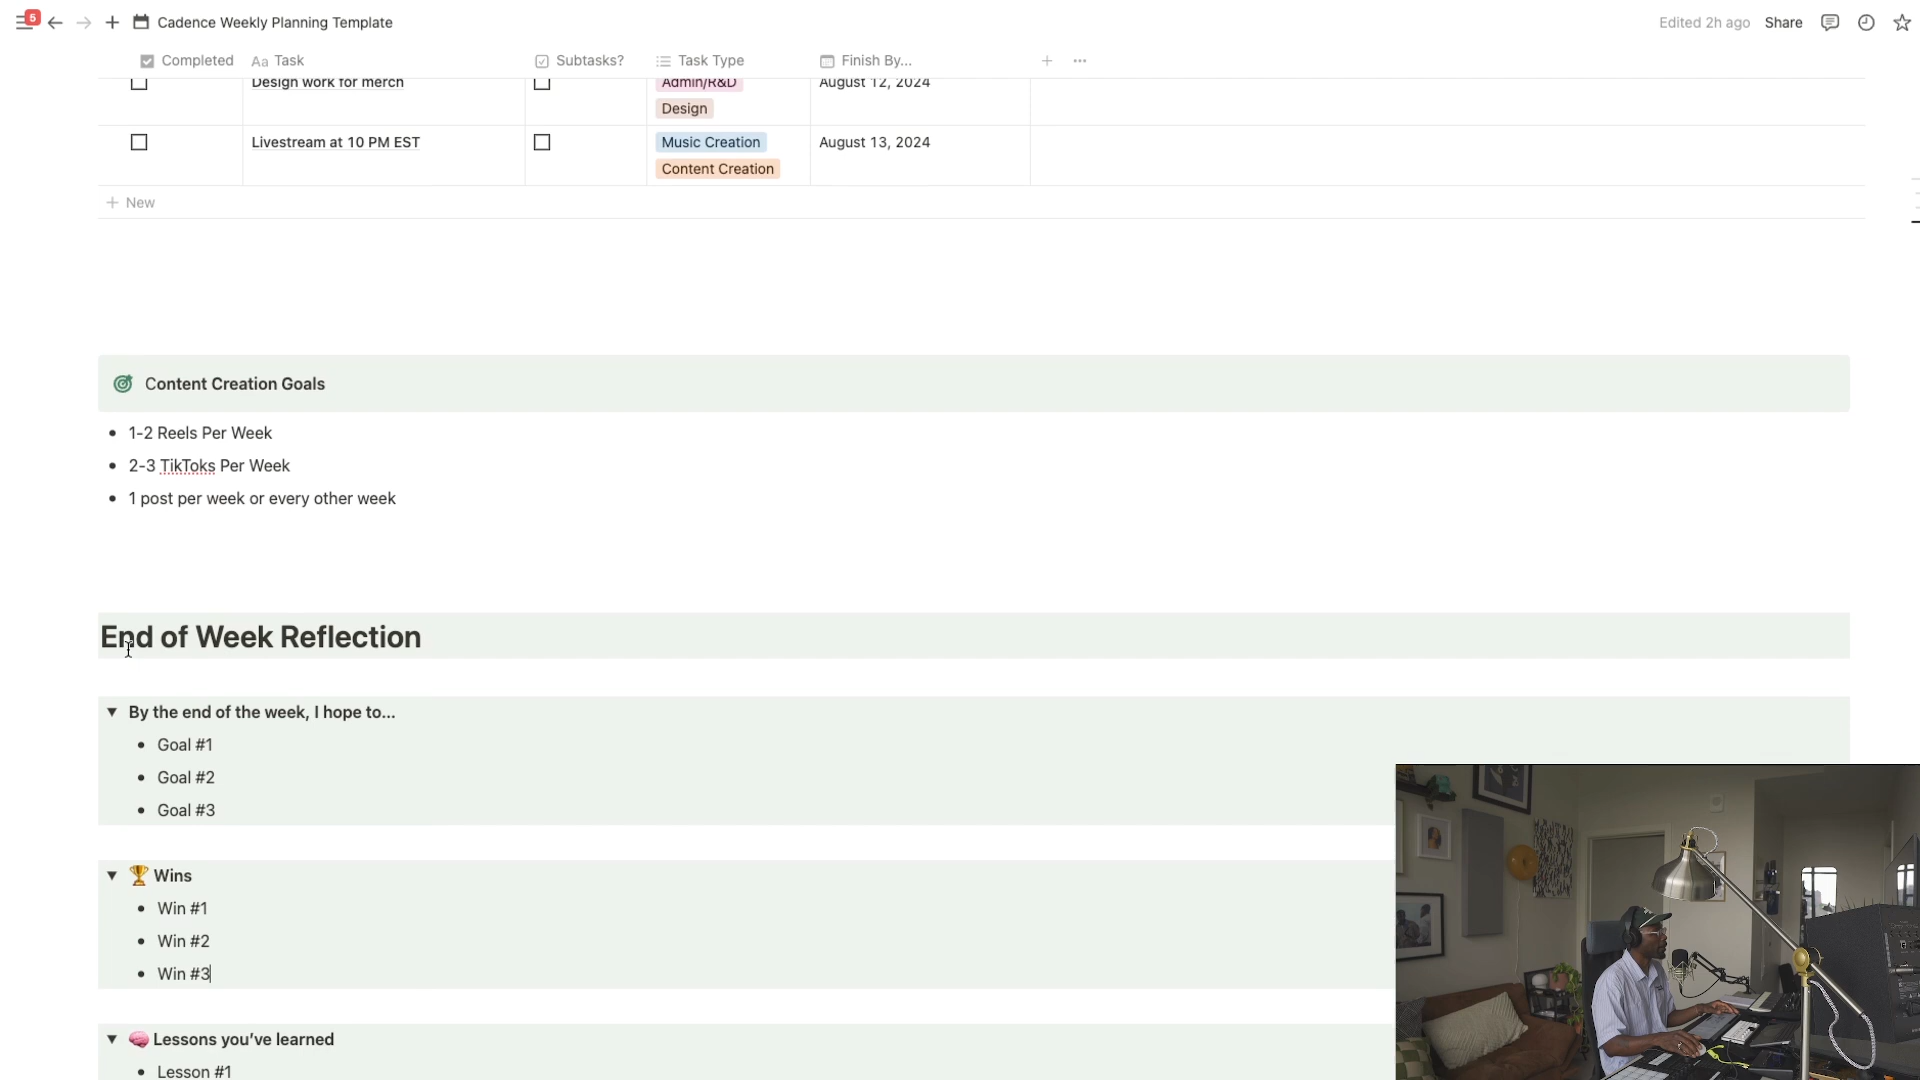 5
Cadence Weekly Planning Template
Edited 2h ago Share
Completed Aa Task Subtasks? Task Type Finish By...
Design work for merch Admin/R&D August 12, 2024
Design
Livestream at 10 PM EST Music Creation August 13, 2024
Content Creation
+ New
Content Creation Goals
• 1-2 Reels Per Week
• 2-3 TikToks Per Week
• 1 post per week or every other week
End of Week Reflection
By the end of the week, I hope to...
• Goal #1
• Goal #2
• Goal #3
Wins
• Win #1
• Win #2
• Win #3
Lessons you've learned
• Lesson #1